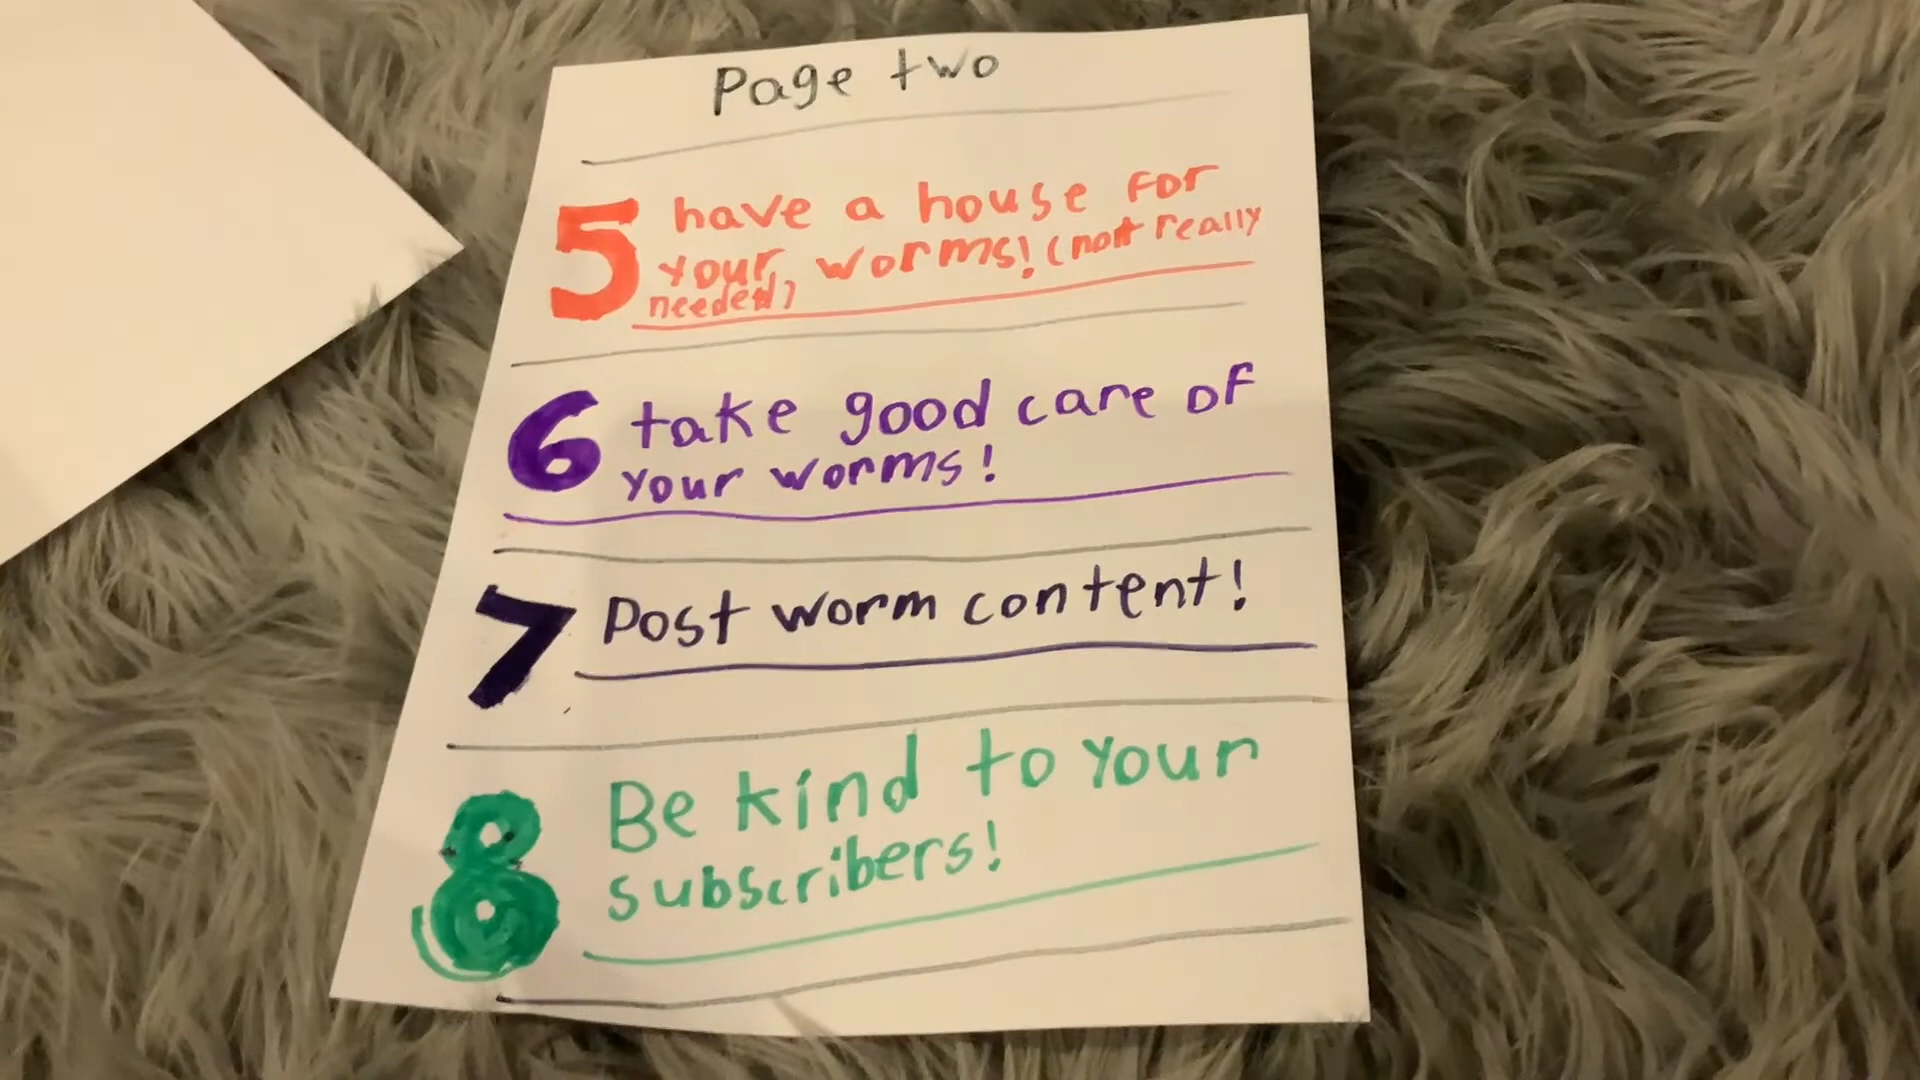 Page two
5 have a house for
your worms! (not really
needed)
6 take good care of
your worms!
7 Post worm content!
8 Be kind to your
subscribers!